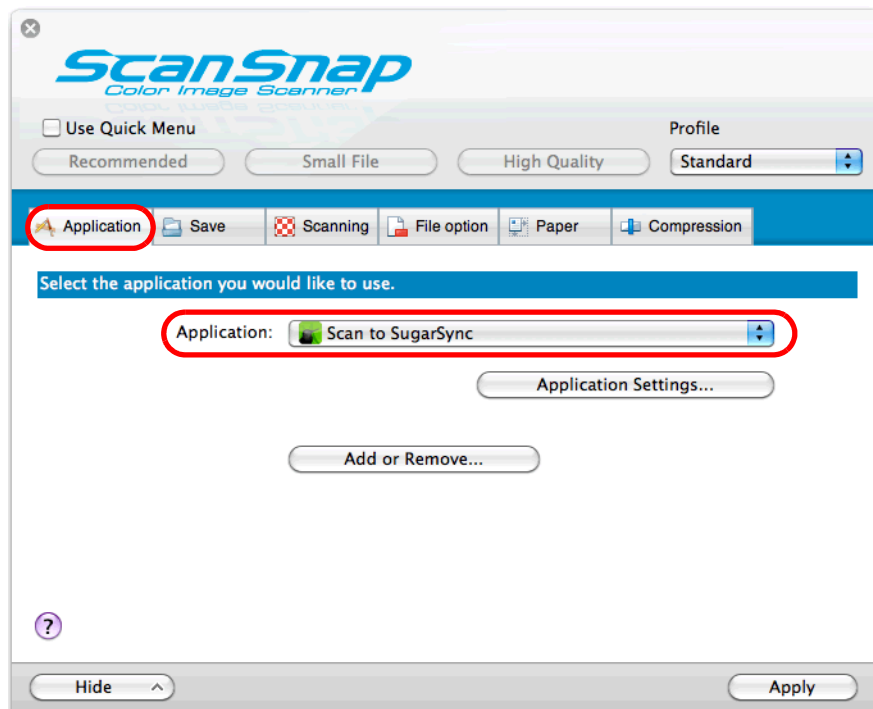 ScanSnap
Color Image Scanner
Use Quick Menu
Profile
Recommended Small File High Quality Standard
Application Save Scanning File option Paper Compression
Select the application you would like to use.
Application: Scan to SugarSync
Application Settings...
Add or Remove...
?
Hide Apply